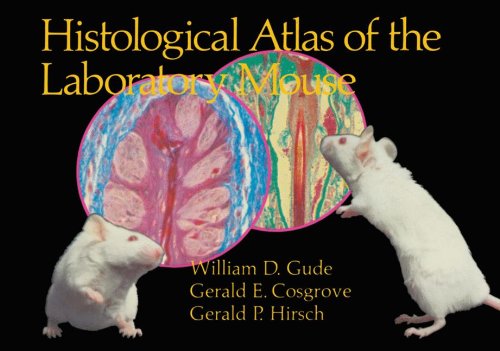 Histological Atlas of the
Laboratory Mouse
William D. Gude
Gerald E. Cosgrove
Gerald P. Hirsch